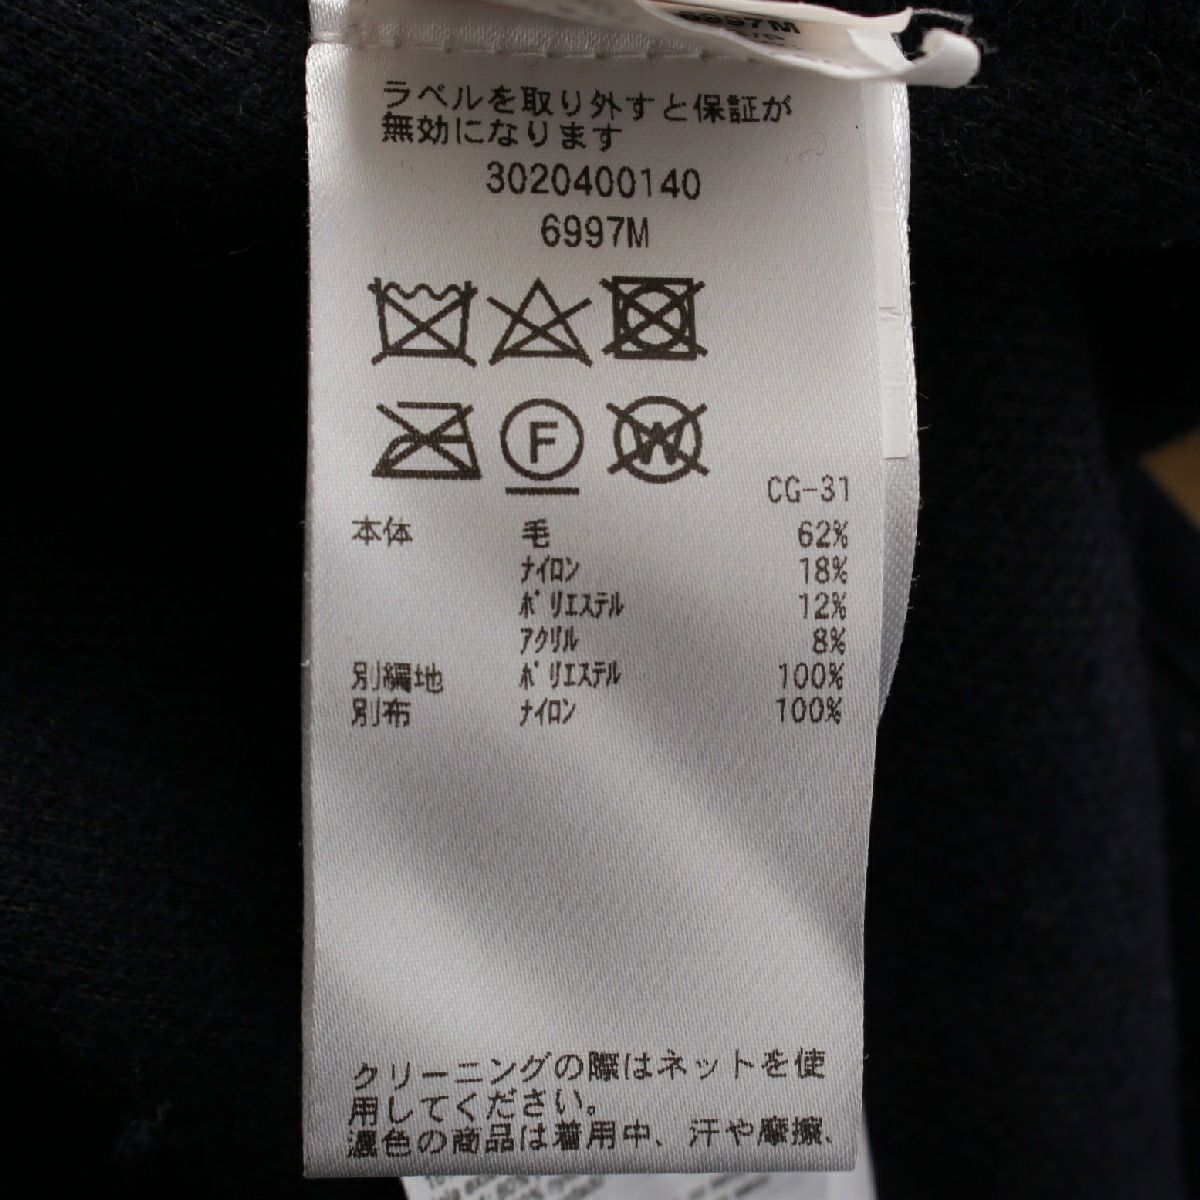 6997M
ラベルを取り外すと保証が
無効になります
3020400140
6997M
F
W
CG-31
本体 毛 62%
ナイロン 18%
ポリエステル 12%
アクリル 8%
別編地 ポリエステル 100%
別布 ナイロン 100%
クリーニングの際はネットを使
用してください。
濃色の商品は着用中、汗や摩擦、